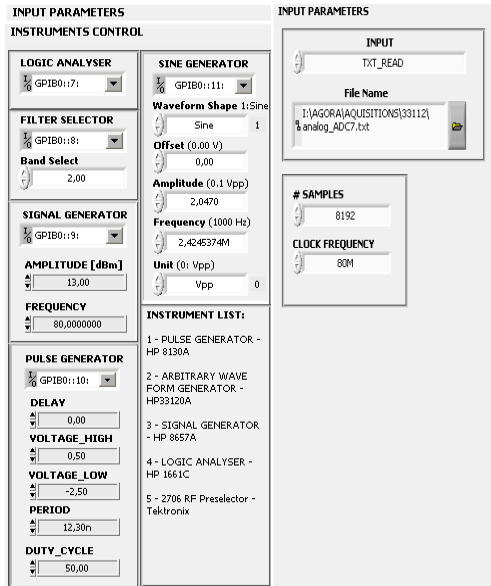 INPUT PARAMETERS
INSTRUMENTS CONTROL
LOGIC ANALYSER
GPIB0::7:
FILTER SELECTOR
GPIB0::8:
Band Select
2,00
SIGNAL GENERATOR
GPIB0::9:
AMPLITUDE [dBm]
13,00
FREQUENCY
80,0000000
PULSE GENERATOR
GPIB0::10:
DELAY
0,00
VOLTAGE_HIGH
0,50
VOLTAGE_LOW
-2,50
PERIOD
12,30n
DUTY_CYCLE
50,00
SINE GENERATOR
GPIB0::11:
Waveform Shape 1:Sine
Sine 1
Offset (0.00 V)
0,00
Amplitude (0.1 Vpp)
2,0470
Frequency (1000 Hz)
2,4245374M
Unit (0: Vpp)
Vpp 0
INSTRUMENT LIST:
1 - PULSE GENERATOR -
HP 8130A
2 - ARBITRARY WAVE
FORM GENERATOR -
HP33120A
3 - SIGNAL GENERATOR
- HP 8657A
4 - LOGIC ANALYSER -
HP 1661C
5 - 2706 RF Preselector -
Tektronix
INPUT PARAMETERS
INPUT
TXT_READ
File Name
I:\AGORA\AQUISITIONS\33112\
analog_ADC7.txt
# SAMPLES
8192
CLOCK FREQUENCY
80M